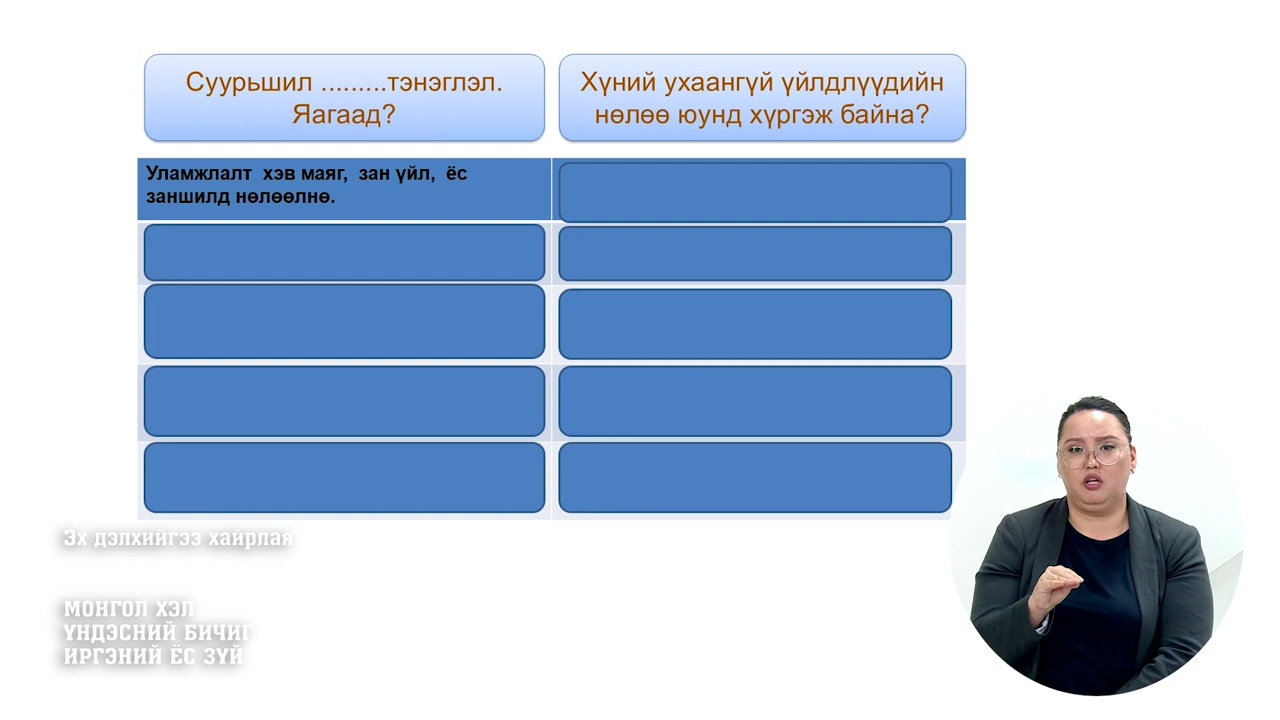 Суурьшил ………тэнэглэл.
Яагаад?
Хүний ухаангүй үйлдлүүдийн
нөлөө юунд хүргэж байна?
Уламжлалт хэв маяг, зан үйл, ёс
заншилд нөлөөлнө.
Эх дэлхийгээ хайрлая
МОНГОЛ ХЭЛ
ҮНДЭСНИЙ БИЧИГ
ИРГЭНИЙ ЁС ЗҮЙ